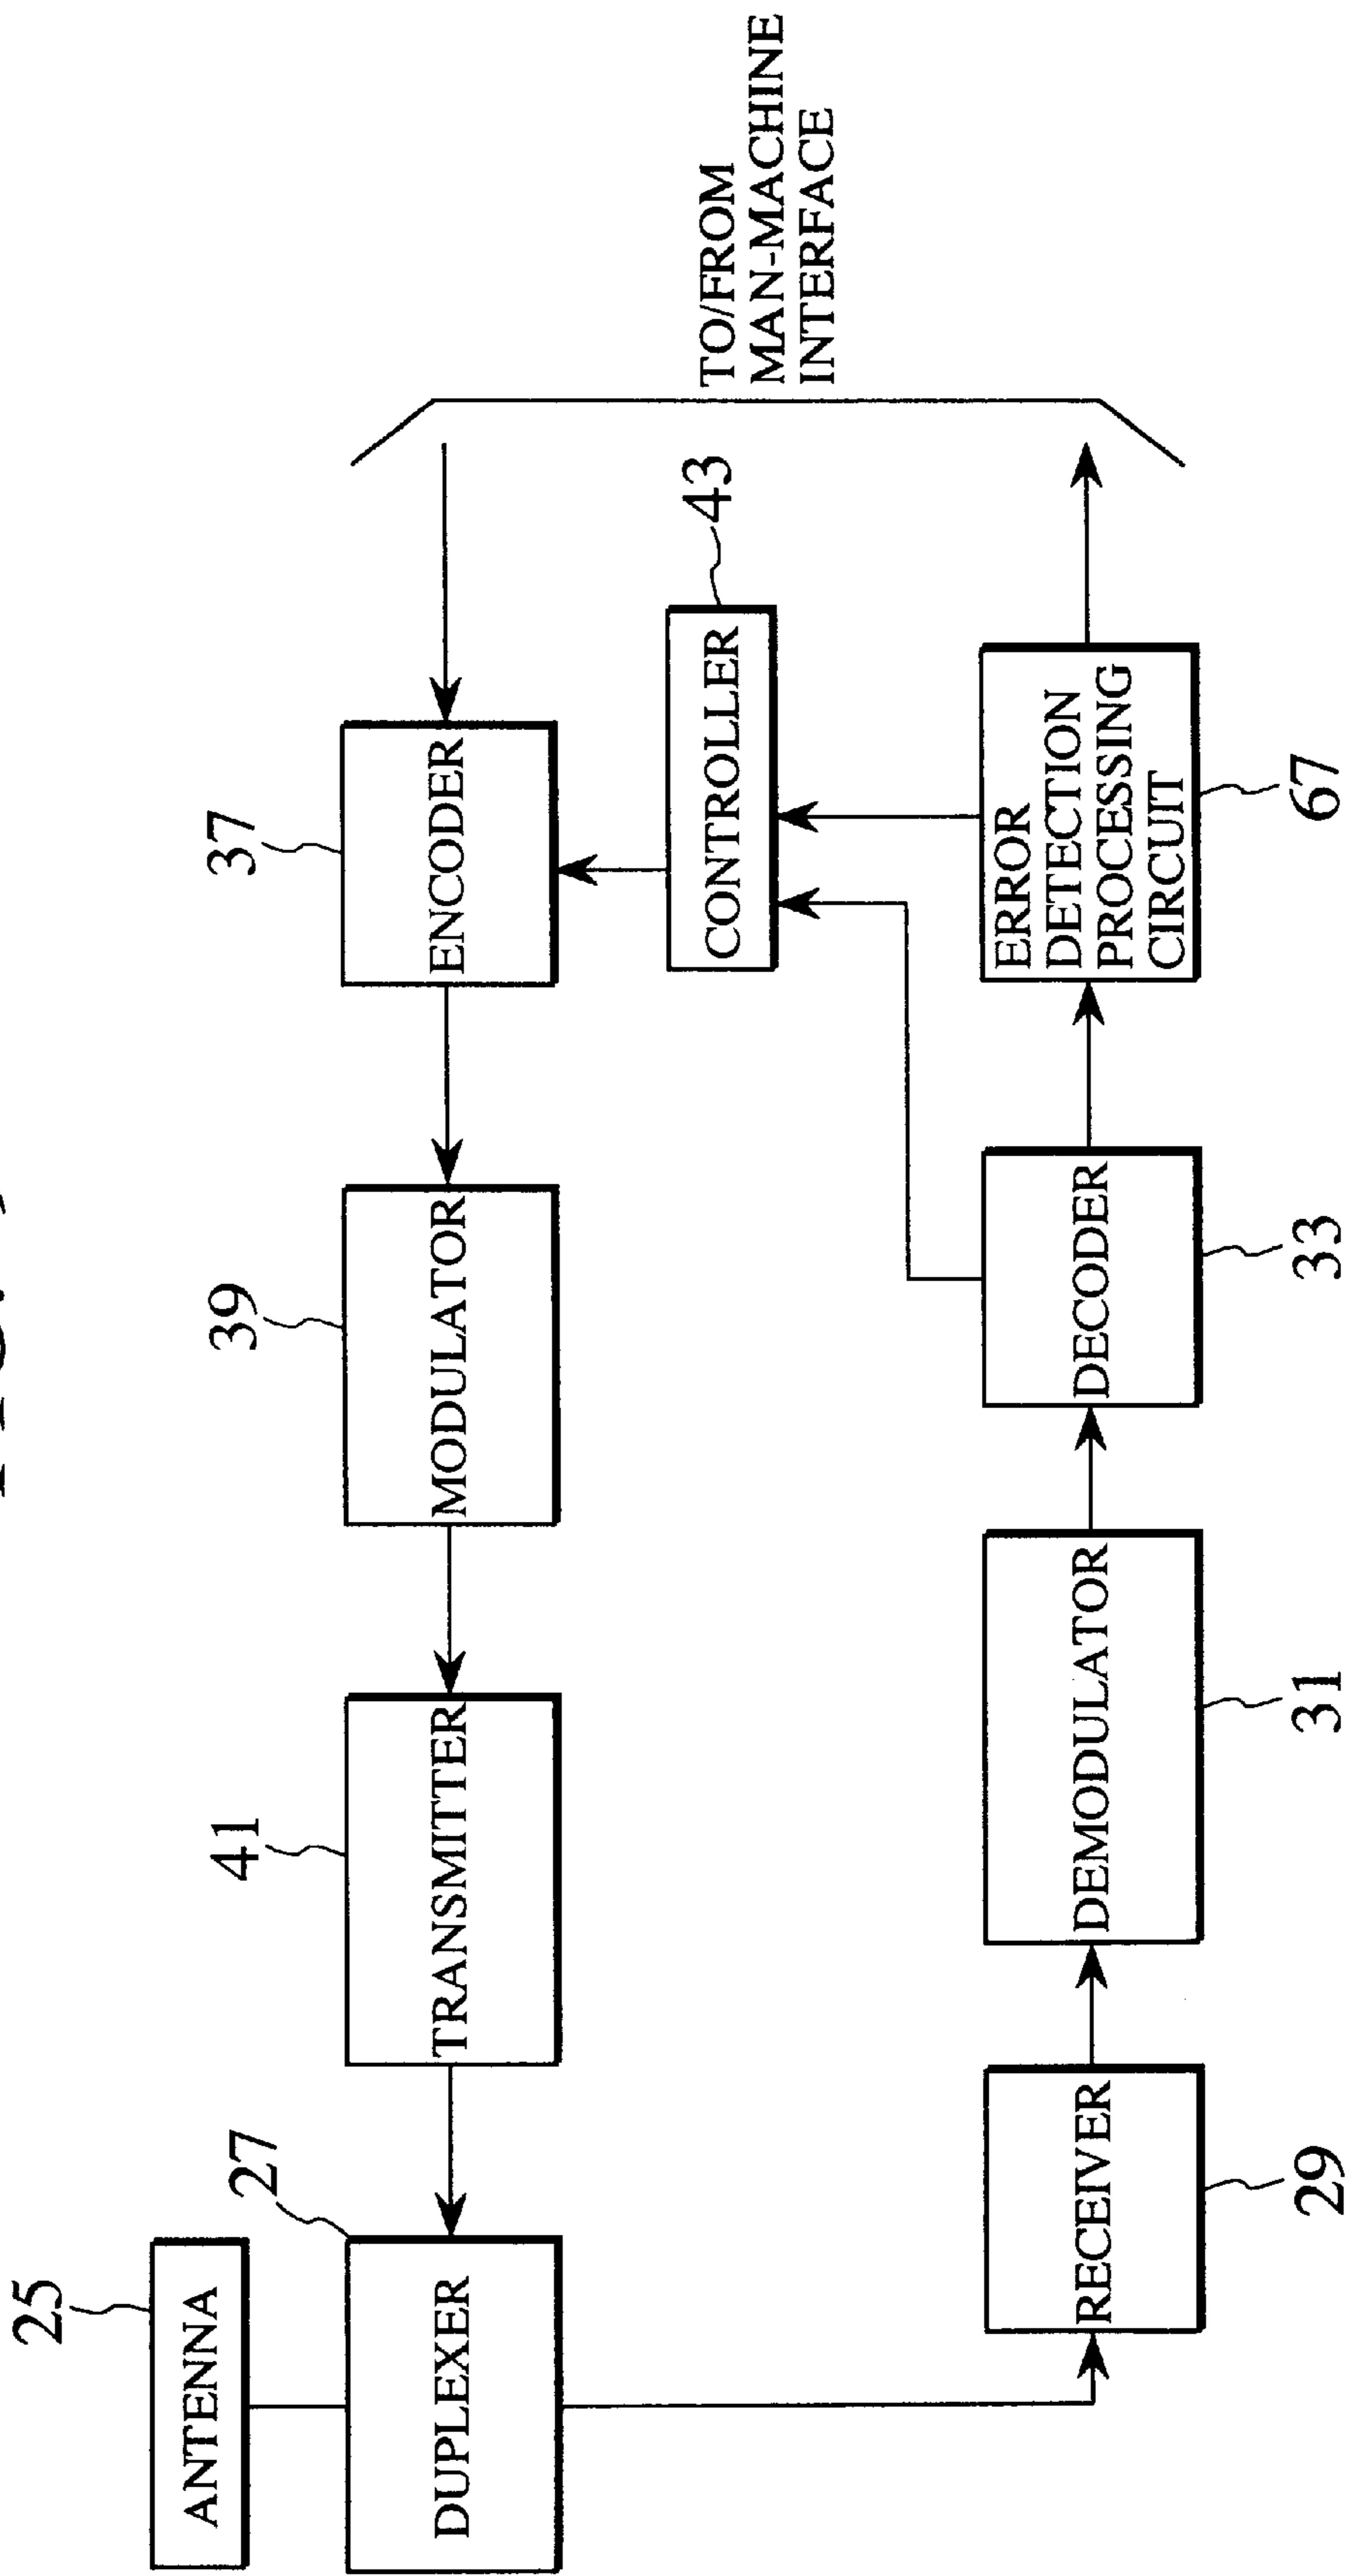 25
ANTENNA
27
DUPLEXER
41
TRANSMITTER
39
MODULATOR
37
ENCODER
43
CONTROLLER
TO/FROM
MAN-MACHINE
INTERFACE
RECEIVER
29
DEMODULATOR
31
DECODER
33
ERROR
DETECTION
PROCESSING
CIRCUIT
67